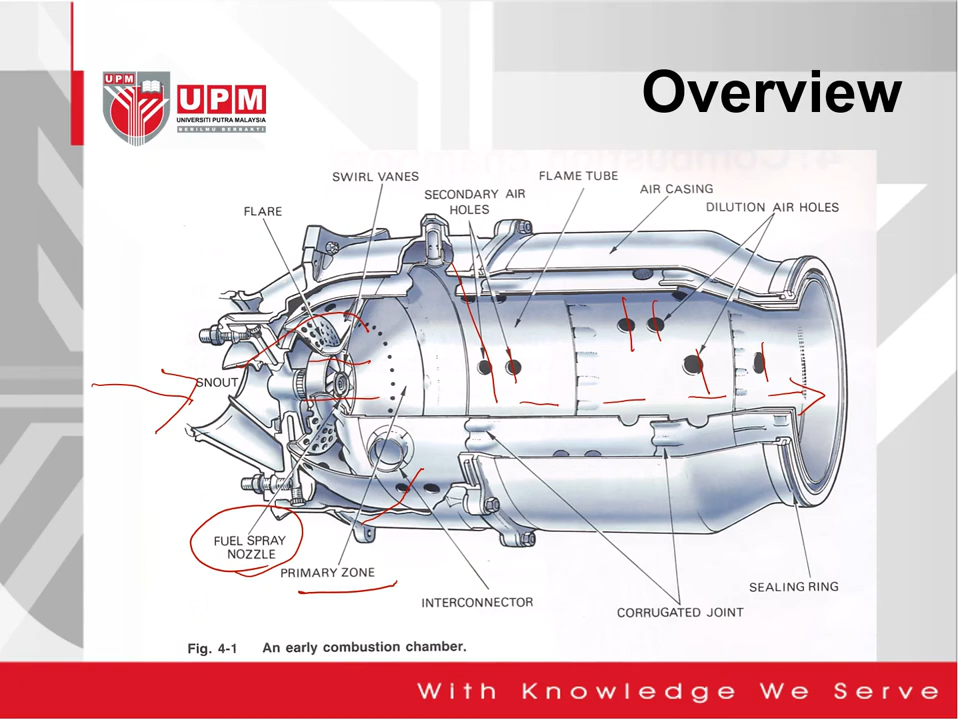 Overview
UPM
UPM
UNIVERSITI PUTRA MALAYSIA
BERILMU BERBAKTI
SWIRL VANES
FLAME TUBE
SECONDARY AIR
HOLES
AIR CASING
FLARE
DILUTION AIR HOLES
SNOUT
FUEL SPRAY
NOZZLE
PRIMARY ZONE
INTERCONNECTOR
SEALING RING
CORRUGATED JOINT
Fig. 4-1 An early combustion chamber.
With Knowledge We Serve